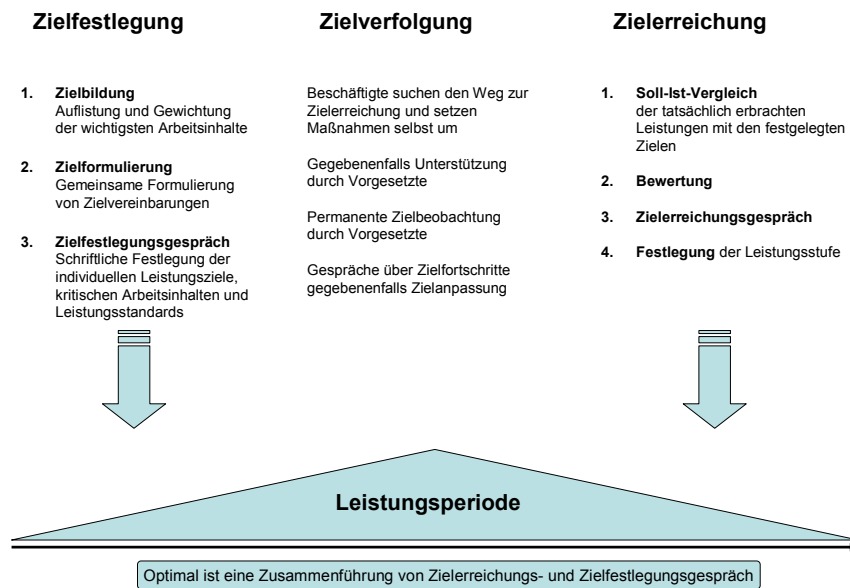 Zielfestlegung
1. Zielbildung
Auflistung und Gewichtung
der wichtigsten Arbeitsinhalte
2. Zielformulierung
Gemeinsame Formulierung
von Zielvereinbarungen
3. Zielfestlegungsgespräch
Schriftliche Festlegung der
individuellen Leistungsziele,
kritischen Arbeitsinhalten und
Leistungsstandards
Zielverfolgung
Beschäftigte suchen den Weg zur
Zielerreichung und setzen
Maßnahmen selbst um
Gegebenenfalls Unterstützung
durch Vorgesetzte
Permanente Zielbeobachtung
durch Vorgesetzte
Gespräche über Zielfortschritte
gegebenenfalls Zielanpassung
Zielerreichung
1. Soll-Ist-Vergleich
der tatsächlich erbrachten
Leistungen mit den festgelegten
Zielen
2. Bewertung
3. Zielerreichungsgespräch
4. Festlegung der Leistungsstufe
Leistungsperiode
Optimal ist eine Zusammenführung von Zielerreichungs- und Zielfestlegungsgespräch